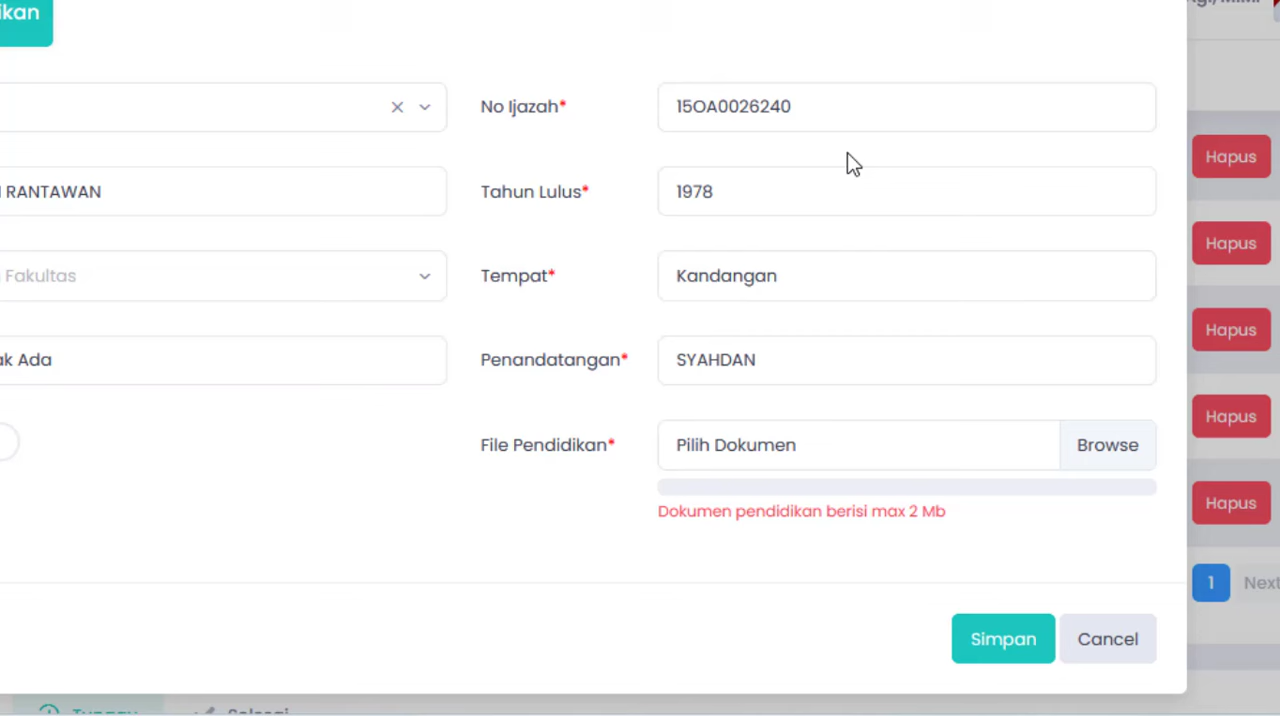 ikan
No Ijazah*
15OA0026240
Hapus
RANTAWAN
Tahun Lulus*
1978
Hapus
Fakultas
Tempat*
Kandangan
Hapus
ak Ada
Penandatangan*
SYAHDAN
Hapus
File Pendidikan*
Pilih Dokumen
Browse
Dokumen pendidikan berisi max 2 Mb
Hapus
1
Next
Simpan
Cancel